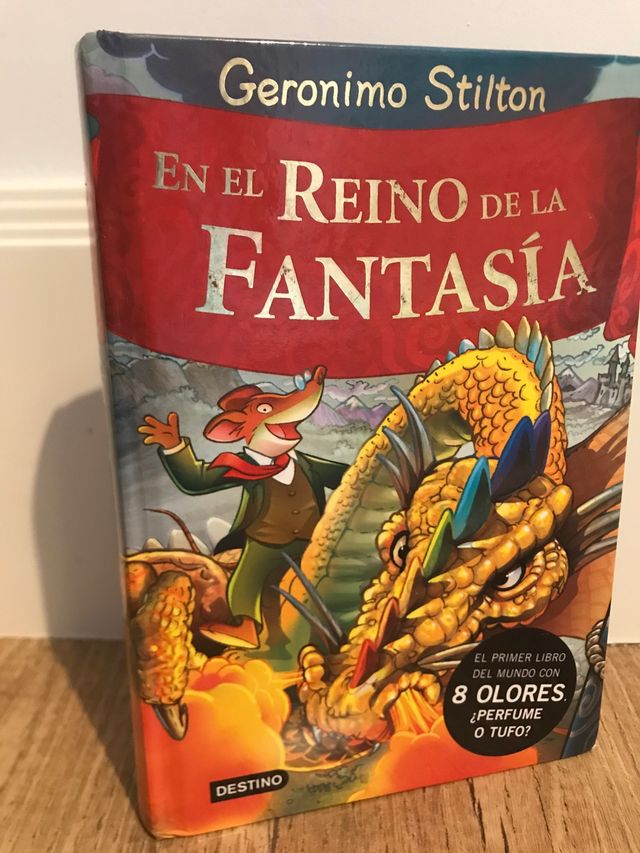 Geronimo Stilton
EN EL REINO DE LA
FANTASÍA
EL PRIMER LIBRO
DEL MUNDO CON
8 OLORES.
¿PERFUME
O TUFO?
DESTINO